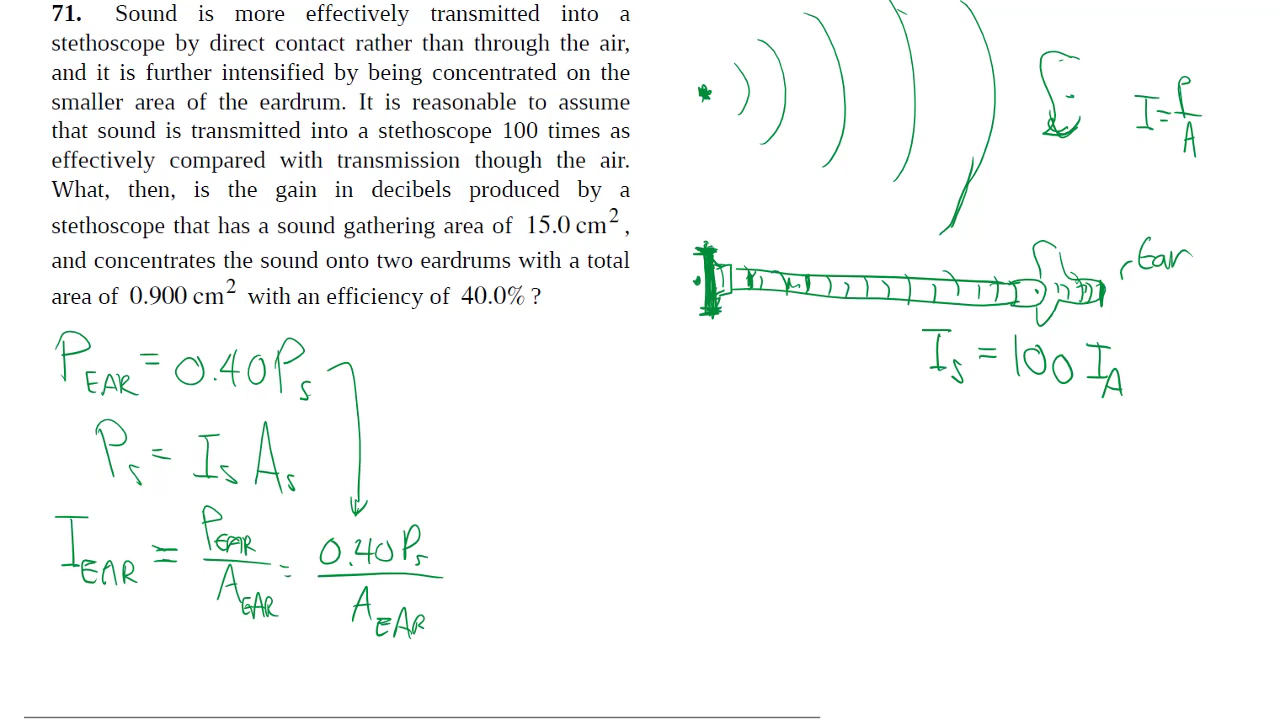 71. Sound is more effectively transmitted into a
stethoscope by direct contact rather than through the air,
and it is further intensified by being concentrated on the
smaller area of the eardrum. It is reasonable to assume
that sound is transmitted into a stethoscope 100 times as
effectively compared with transmission though the air.
What, then, is the gain in decibels produced by a
stethoscope that has a sound gathering area of 15.0 cm²,
and concentrates the sound onto two eardrums with a total
area of 0.900 cm² with an efficiency of 40.0% ?
P_EAR = 0.40 P_s
P_s = I_s A_s
I_EAR = P_EAR / A_EAR = 0.40 P_s / A_EAR
I = P / A
Ear
I_s = 100 I_A